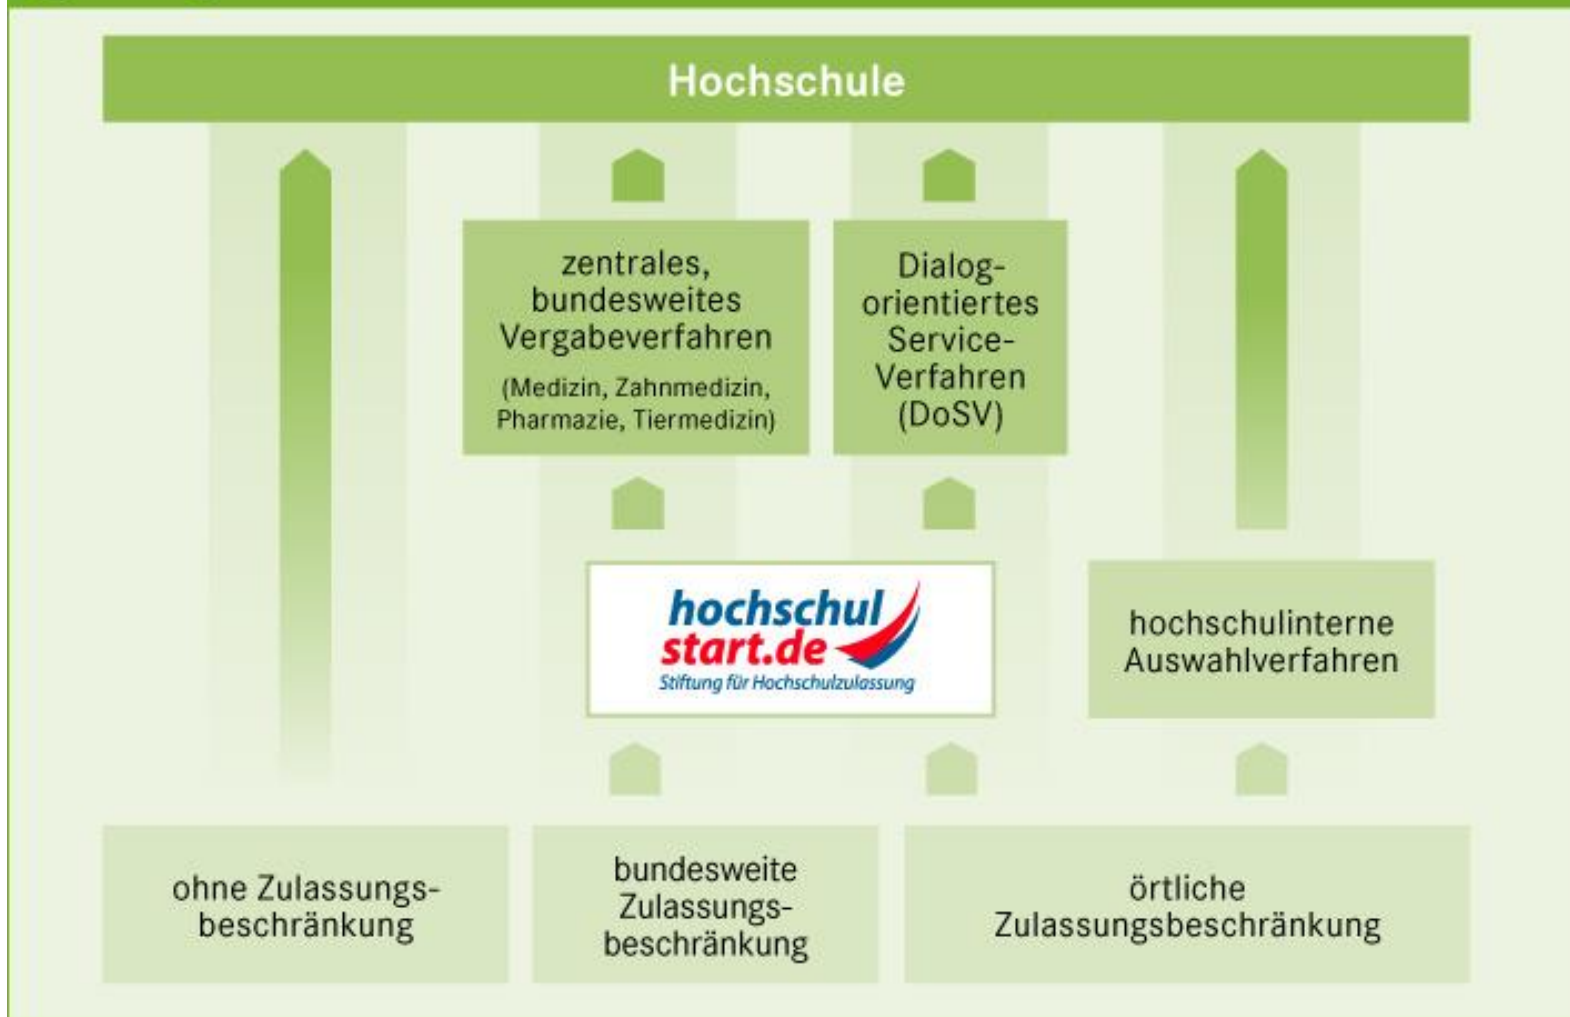 Hochschule
zentrales,
bundesweites
Vergabeverfahren
(Medizin, Zahnmedizin,
Pharmazie, Tiermedizin)
Dialog-
orientiertes
Service-
Verfahren
(DoSV)
hochschul
start.de
Stiftung für Hochschulzulassung
hochschulinterne
Auswahlverfahren
ohne Zulassungs-
beschränkung
bundesweite
Zulassungs-
beschränkung
örtliche
Zulassungsbeschränkung